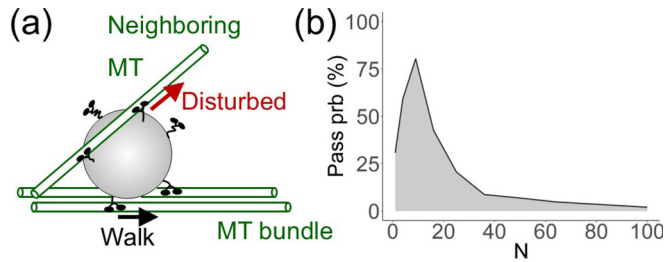 (a)
Neighboring
MT
Disturbed
Walk
MT bundle
(b)
Pass prb (%)
100
75
50
25
0
0
20
40
60
80
100
N